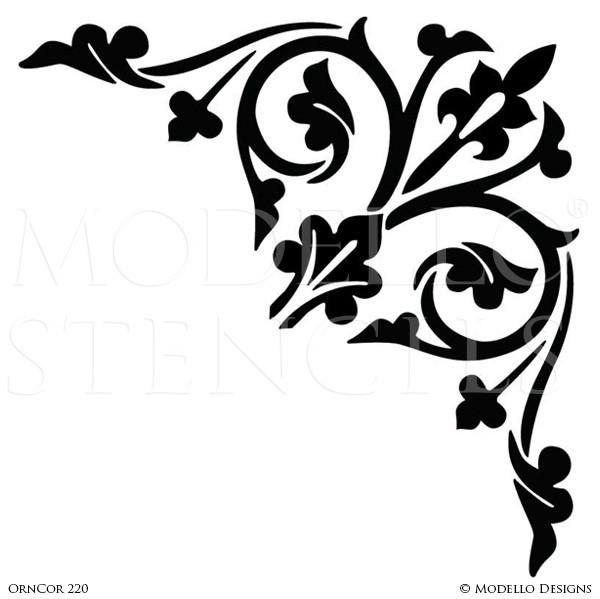 MODELLO®
STENCILS
OrnCor 220
© Modello Designs